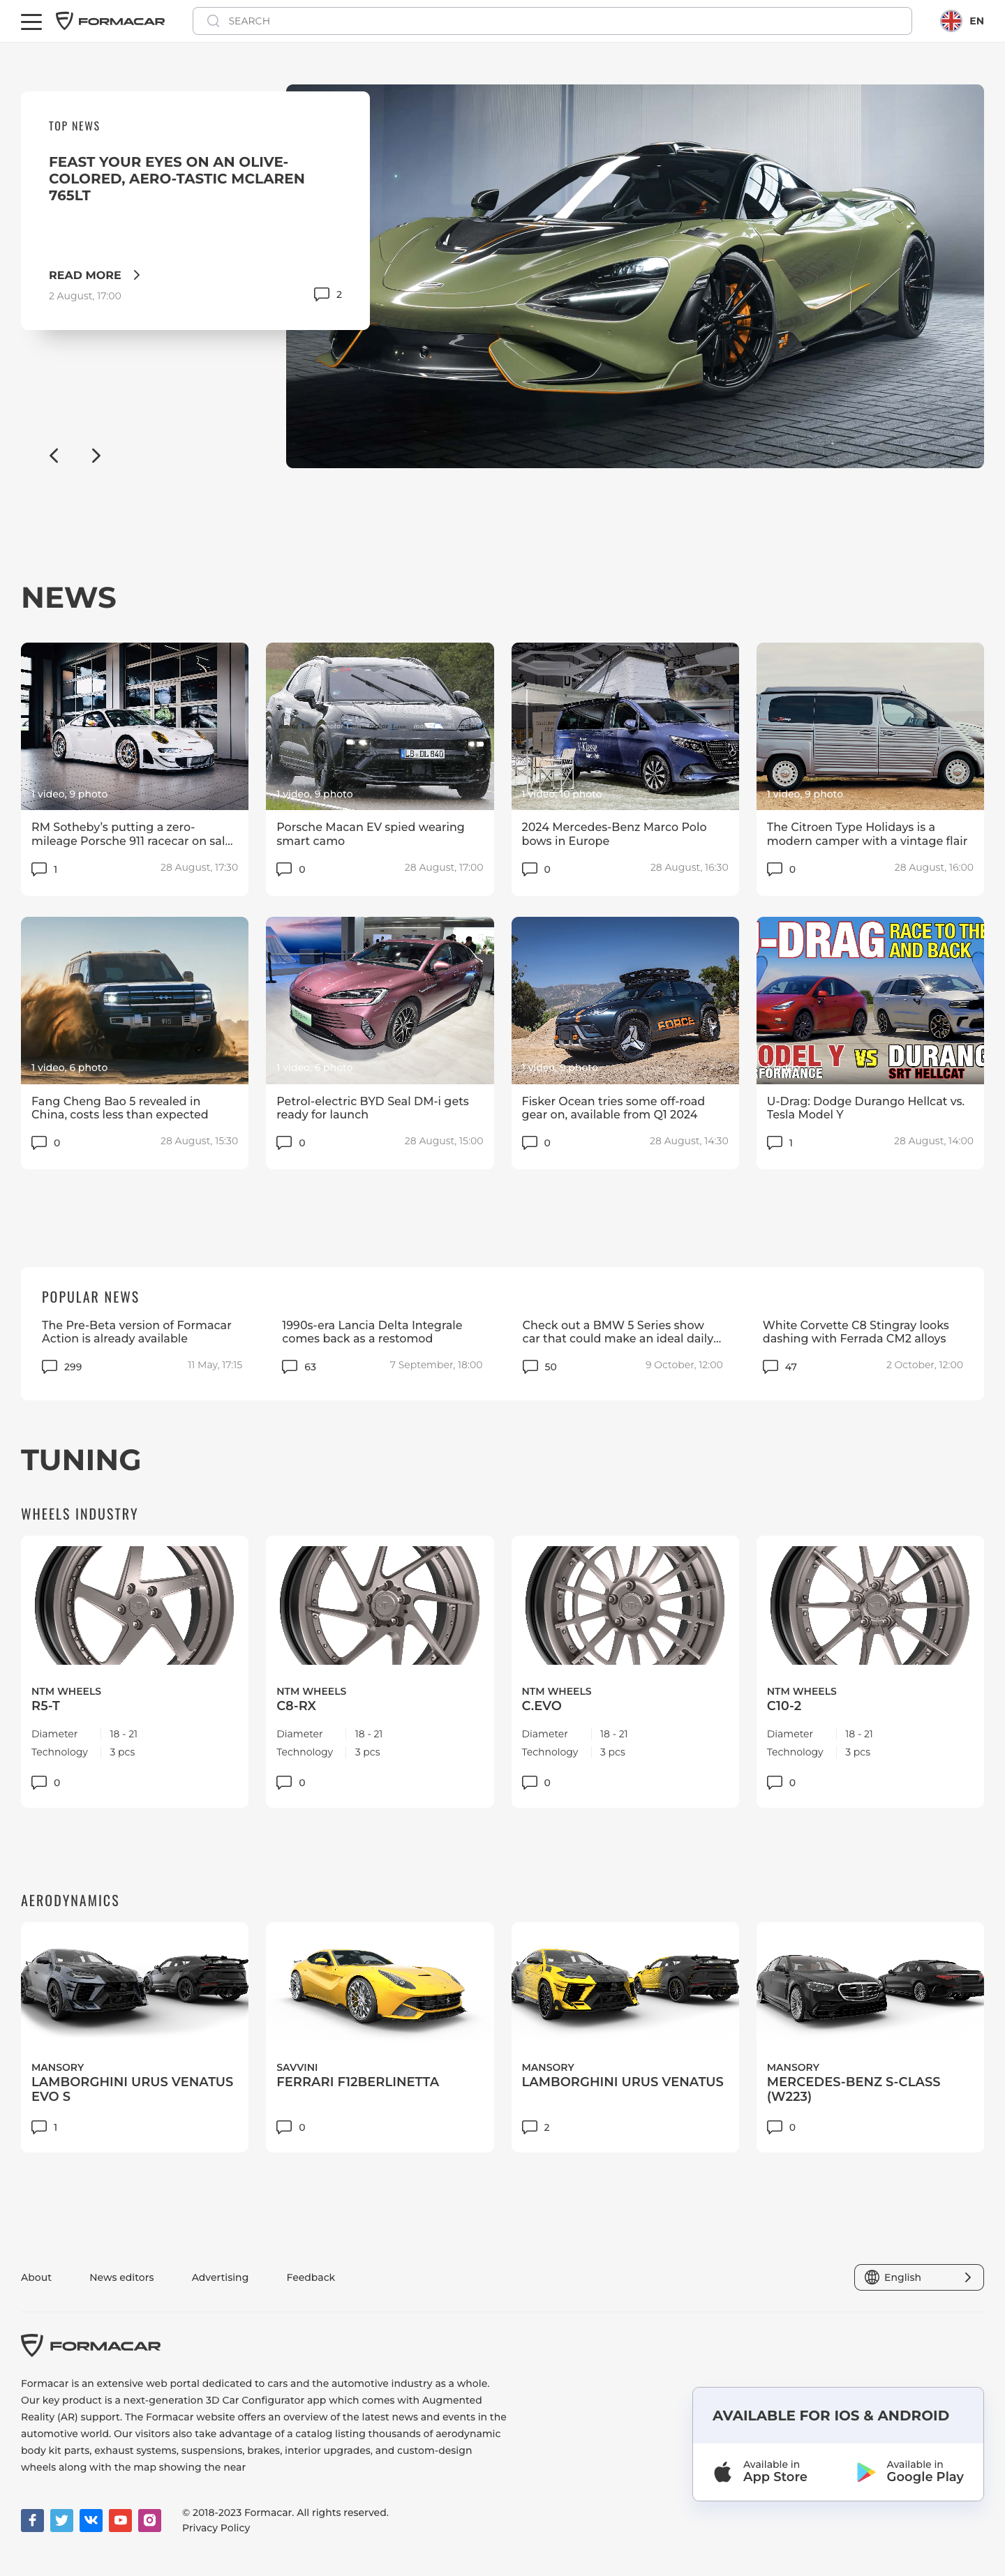 FORMACAR
SEARCH
EN
TOP NEWS
FEAST YOUR EYES ON AN OLIVE-
COLORED, AERO-TASTIC MCLAREN
765LT
READ MORE
2 August, 17:00
2
NEWS
1 video, 9 photo
RM Sotheby's putting a zero-
mileage Porsche 911 racecar on sal...
1
28 August, 17:30
1 video, 9 photo
Porsche Macan EV spied wearing
smart camo
0
28 August, 17:00
1 video, 10 photo
2024 Mercedes-Benz Marco Polo
bows in Europe
0
28 August, 16:30
1 video, 9 photo
The Citroen Type Holidays is a
modern camper with a vintage flair
0
28 August, 16:00
1 video, 6 photo
Fang Cheng Bao 5 revealed in
China, costs less than expected
0
28 August, 15:30
1 video, 6 photo
Petrol-electric BYD Seal DM-i gets
ready for launch
0
28 August, 15:00
FORCE
1 video, 9 photo
Fisker Ocean tries some off-road
gear on, available from Q1 2024
0
28 August, 14:30
U-DRAG RACE TO THE
AND BACK
MODEL Y VS DURANG
PERFORMANCE SRT HELLCAT
U-Drag: Dodge Durango Hellcat vs.
Tesla Model Y
1
28 August, 14:00
POPULAR NEWS
The Pre-Beta version of Formacar
Action is already available
299
11 May, 17:15
1990s-era Lancia Delta Integrale
comes back as a restomod
63
7 September, 18:00
Check out a BMW 5 Series show
car that could make an ideal daily...
50
9 October, 12:00
White Corvette C8 Stingray looks
dashing with Ferrada CM2 alloys
47
2 October, 12:00
TUNING
WHEELS INDUSTRY
NTM WHEELS
R5-T
Diameter 18 - 21
Technology 3 pcs
0
NTM WHEELS
C8-RX
Diameter 18 - 21
Technology 3 pcs
0
NTM WHEELS
C.EVO
Diameter 18 - 21
Technology 3 pcs
0
NTM WHEELS
C10-2
Diameter 18 - 21
Technology 3 pcs
0
AERODYNAMICS
MANSORY
LAMBORGHINI URUS VENATUS
EVO S
1
SAVVINI
FERRARI F12BERLINETTA
0
MANSORY
LAMBORGHINI URUS VENATUS
2
MANSORY
MERCEDES-BENZ S-CLASS
(W223)
0
About
News editors
Advertising
Feedback
English
FORMACAR
Formacar is an extensive web portal dedicated to cars and the automotive industry as a whole.
Our key product is a next-generation 3D Car Configurator app which comes with Augmented
Reality (AR) support. The Formacar website offers an overview of the latest news and events in the
automotive world. Our visitors also take advantage of a catalog listing thousands of aerodynamic
body kit parts, exhaust systems, suspensions, brakes, interior upgrades, and custom-design
wheels along with the map showing the near
AVAILABLE FOR IOS & ANDROID
Available in
App Store
Available in
Google Play
© 2018-2023 Formacar. All rights reserved.
Privacy Policy